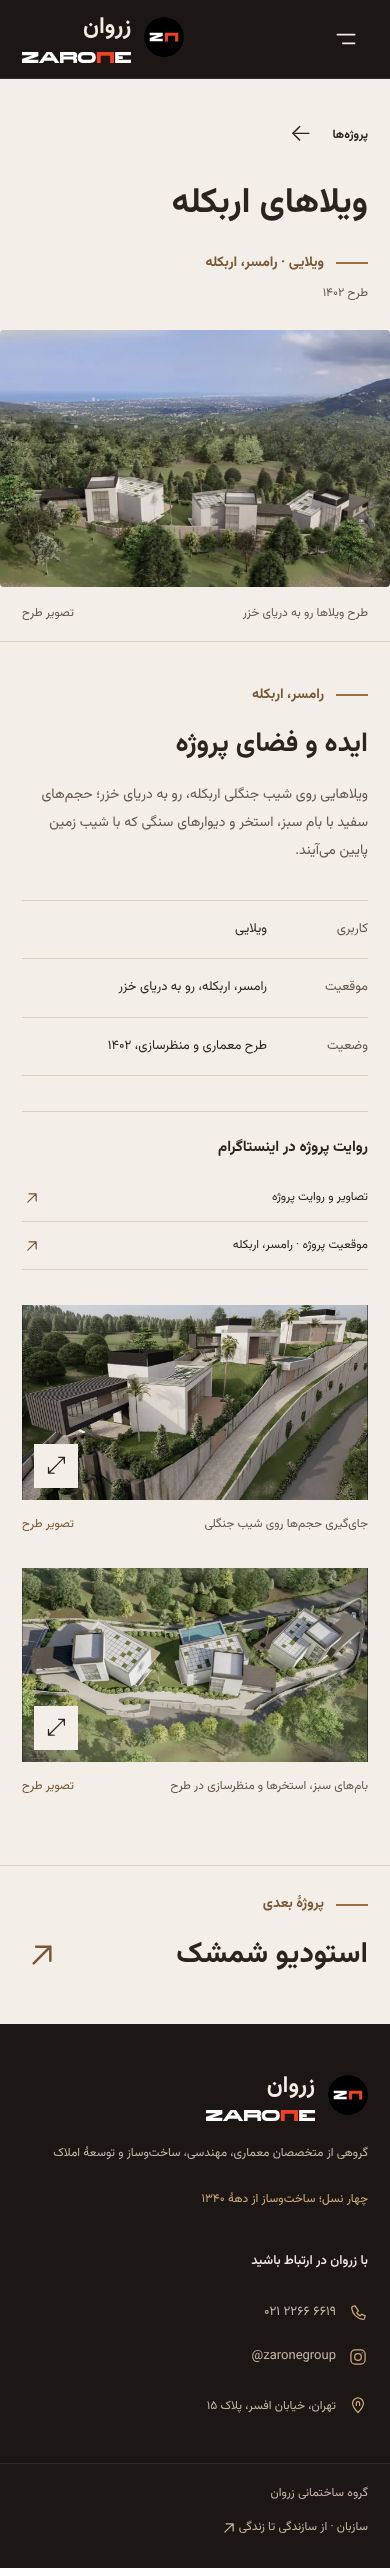 زروان
ZARONE
zn
پروژه‌ها
ویلاهای اربکله
ویلایی · رامسر، اربکله
طرح ۱۴۰۲
طرح ویلاها رو به دریای خزر
تصویر طرح
رامسر، اربکله
ایده و فضای پروژه
ویلاهایی روی شیب جنگلی اربکله، رو به دریای خزر؛ حجم‌های
سفید با بام سبز، استخر و دیوارهای سنگی که با شیب زمین
پایین می‌آیند.
کاربری
ویلایی
موقعیت
رامسر، اربکله، رو به دریای خزر
وضعیت
طرح معماری و منظرسازی، ۱۴۰۲
روایت پروژه در اینستاگرام
تصاویر و روایت پروژه
موقعیت پروژه · رامسر، اربکله
جای‌گیری حجم‌ها روی شیب جنگلی
تصویر طرح
بام‌های سبز، استخرها و منظرسازی در طرح
تصویر طرح
پروژهٔ بعدی
استودیو شمشک
زروان
ZARONE
zn
گروهی از متخصصان معماری، مهندسی، ساخت‌وساز و توسعهٔ املاک
چهار نسل؛ ساخت‌وساز از دههٔ ۱۳۴۰
با زروان در ارتباط باشید
۰۲۱ ۲۲۶۶ ۶۶۱۹
@zaronegroup
تهران، خیابان افسر، پلاک ۱۵
گروه ساختمانی زروان
سازیان · از سازندگی تا زندگی